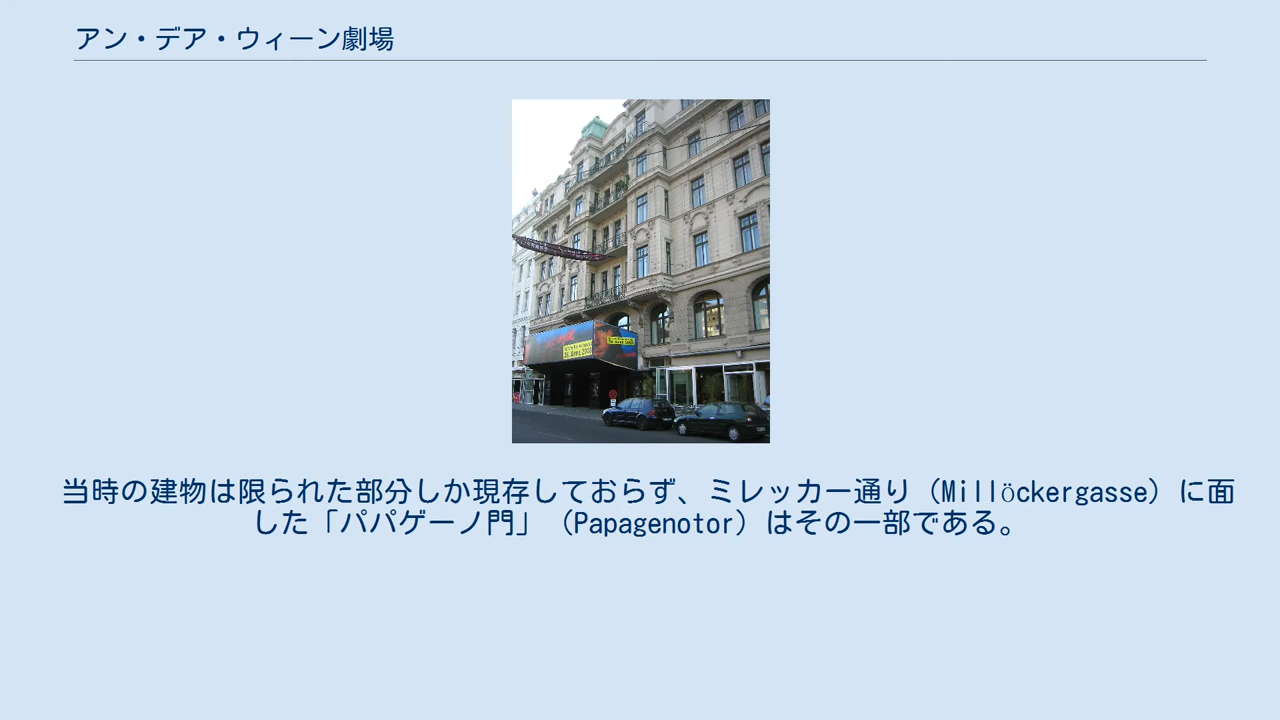 アン・デア・ウィーン劇場
当時の建物は限られた部分しか現存しておらず、ミレッカー通り（Millöckergasse）に面
した「パパゲーノ門」（Papagenotor）はその一部である。